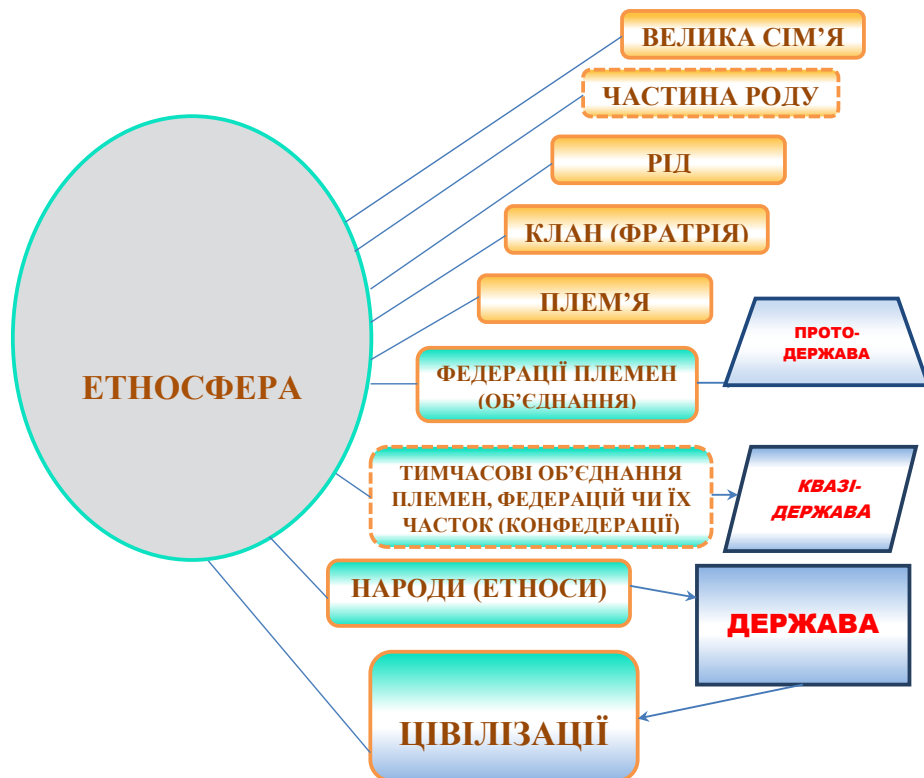 ВЕЛИКА СІМ’Я
ЧАСТИНА РОДУ
РІД
КЛАН (ФРАТРІЯ)
ПЛЕМ’Я
ПРОТО-
ДЕРЖАВА
ЕТНОСФЕРА
ФЕДЕРАЦІЇ ПЛЕМЕН
(ОБ’ЄДНАННЯ)
ТИМЧАСОВІ ОБ’ЄДНАННЯ
ПЛЕМЕН, ФЕДЕРАЦІЙ ЧИ ЇХ
ЧАСТОК (КОНФЕДЕРАЦІЇ)
КВАЗІ-
ДЕРЖАВА
НАРОДИ (ЕТНОСИ)
ДЕРЖАВА
ЦІВІЛІЗАЦІЇ